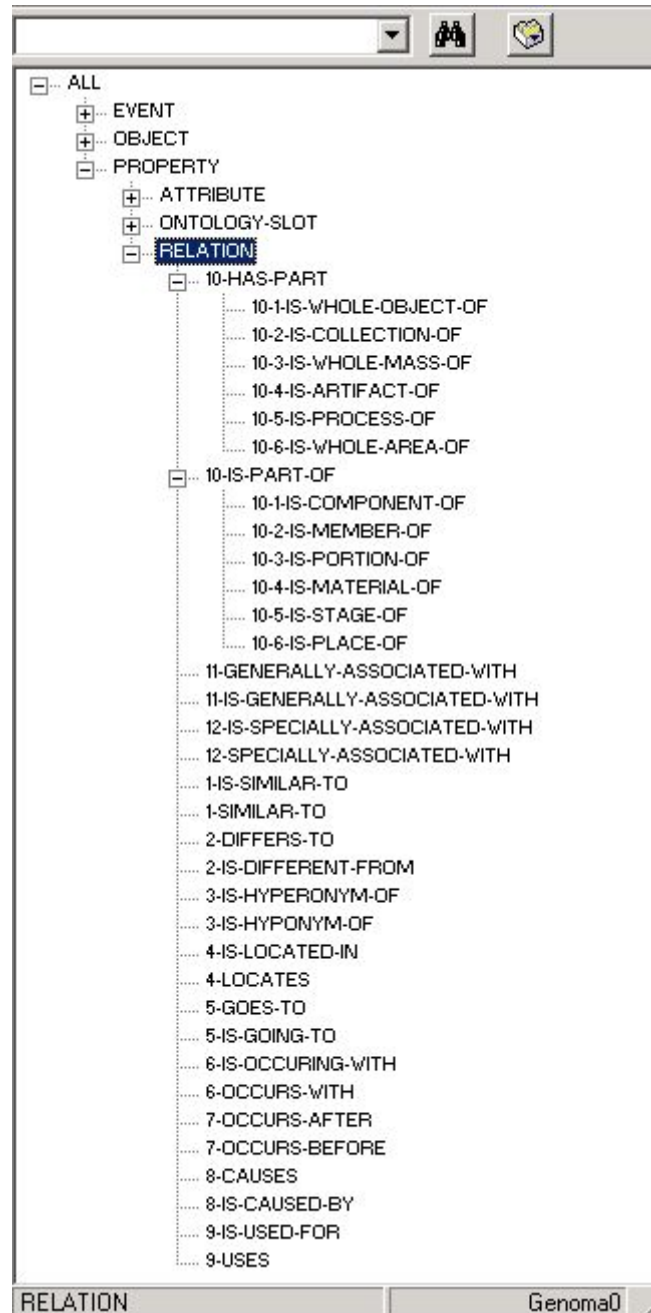 ALL
EVENT
OBJECT
PROPERTY
ATTRIBUTE
ONTOLOGY-SLOT
RELATION
10-HAS-PART
10-1-IS-WHOLE-OBJECT-OF
10-2-IS-COLLECTION-OF
10-3-IS-WHOLE-MASS-OF
10-4-IS-ARTIFACT-OF
10-5-IS-PROCESS-OF
10-6-IS-WHOLE-AREA-OF
10-IS-PART-OF
10-1-IS-COMPONENT-OF
10-2-IS-MEMBER-OF
10-3-IS-PORTION-OF
10-4-IS-MATERIAL-OF
10-5-IS-STAGE-OF
10-6-IS-PLACE-OF
11-GENERALLY-ASSOCIATED-WITH
11-IS-GENERALLY-ASSOCIATED-WITH
12-IS-SPECIALLY-ASSOCIATED-WITH
12-SPECIALLY-ASSOCIATED-WITH
1-IS-SIMILAR-TO
1-SIMILAR-TO
2-DIFFERS-TO
2-IS-DIFFERENT-FROM
3-IS-HYPERONYM-OF
3-IS-HYPONYM-OF
4-IS-LOCATED-IN
4-LOCATES
5-GOES-TO
5-IS-GOING-TO
6-IS-OCCURING-WITH
6-OCCURS-WITH
7-OCCURS-AFTER
7-OCCURS-BEFORE
8-CAUSES
8-IS-CAUSED-BY
9-IS-USED-FOR
9-USES
RELATION Genoma0